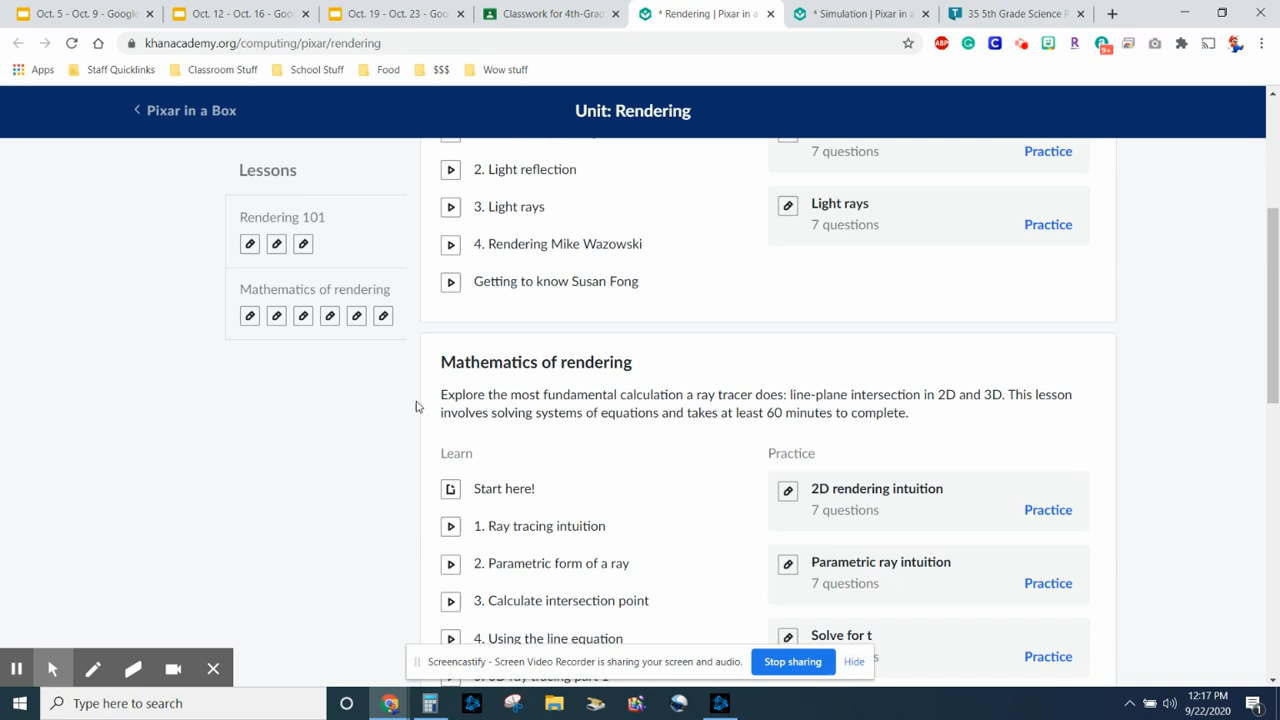 Oct. 5 - Oct. 9 - Googl
Oct. 12 - Oct. 16 - Goo
Oct. 19 - Oct. 23 - Goo
Classwork for 4th-Grad
* Rendering | Pixar in a
* Simulation | Pixar in a
35 5th Grade Science P
khanacademy.org/computing/pixar/rendering
Apps
Staff Quicklinks
Classroom Stuff
School Stuff
Food
$$$
Wow stuff
Pixar in a Box
Unit: Rendering
Lessons
Rendering 101
Mathematics of rendering
2. Light reflection
3. Light rays
4. Rendering Mike Wazowski
Getting to know Susan Fong
7 questions
Practice
Light rays
7 questions
Practice
Mathematics of rendering
Explore the most fundamental calculation a ray tracer does: line-plane intersection in 2D and 3D. This lesson
involves solving systems of equations and takes at least 60 minutes to complete.
Learn
Start here!
1. Ray tracing intuition
2. Parametric form of a ray
3. Calculate intersection point
4. Using the line equation
Practice
2D rendering intuition
7 questions
Practice
Parametric ray intuition
7 questions
Practice
Solve for t
Practice
Screencastify - Screen Video Recorder is sharing your screen and audio.
Stop sharing
Hide
Type here to search
12:17 PM
9/22/2020